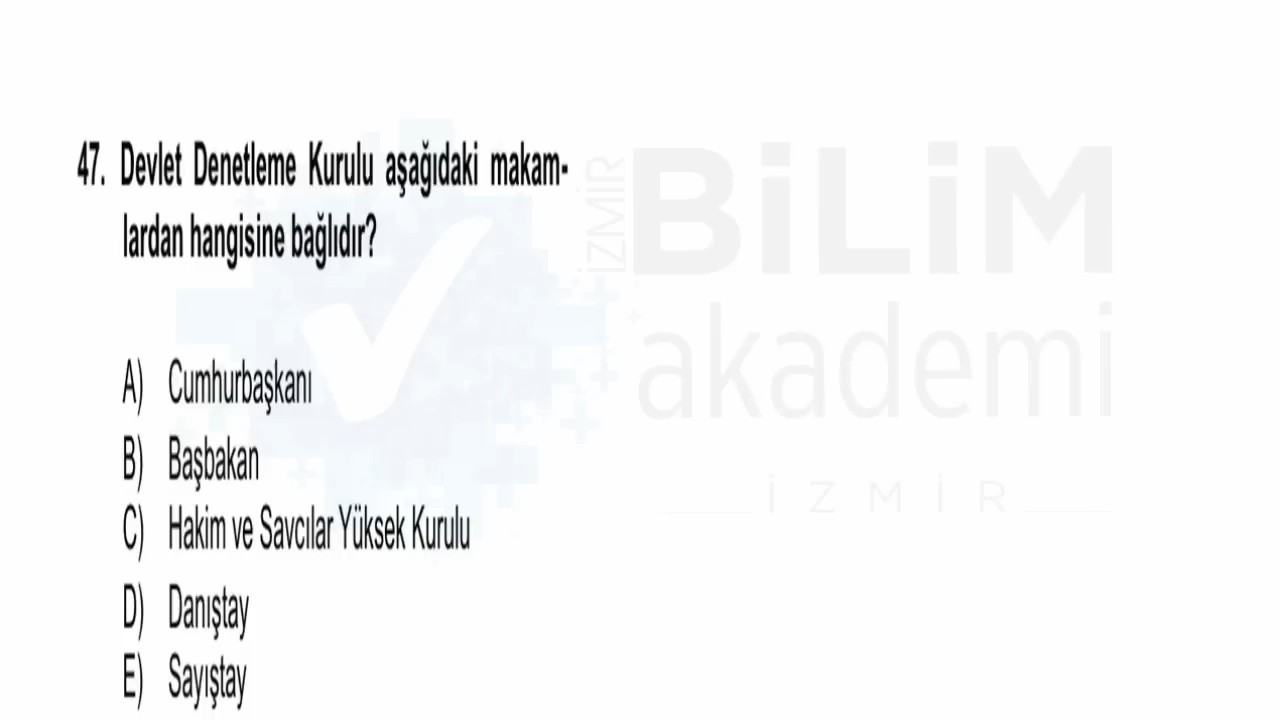 47. Devlet Denetleme Kurulu aşağıdaki makam-
lardan hangisine bağlıdır?
A) Cumhurbaşkanı
B) Başbakan
C) Hakim ve Savcılar Yüksek Kurulu
D) Danıştay
E) Sayıştay
İZMİR
BİLİM
akademi
İZMİR